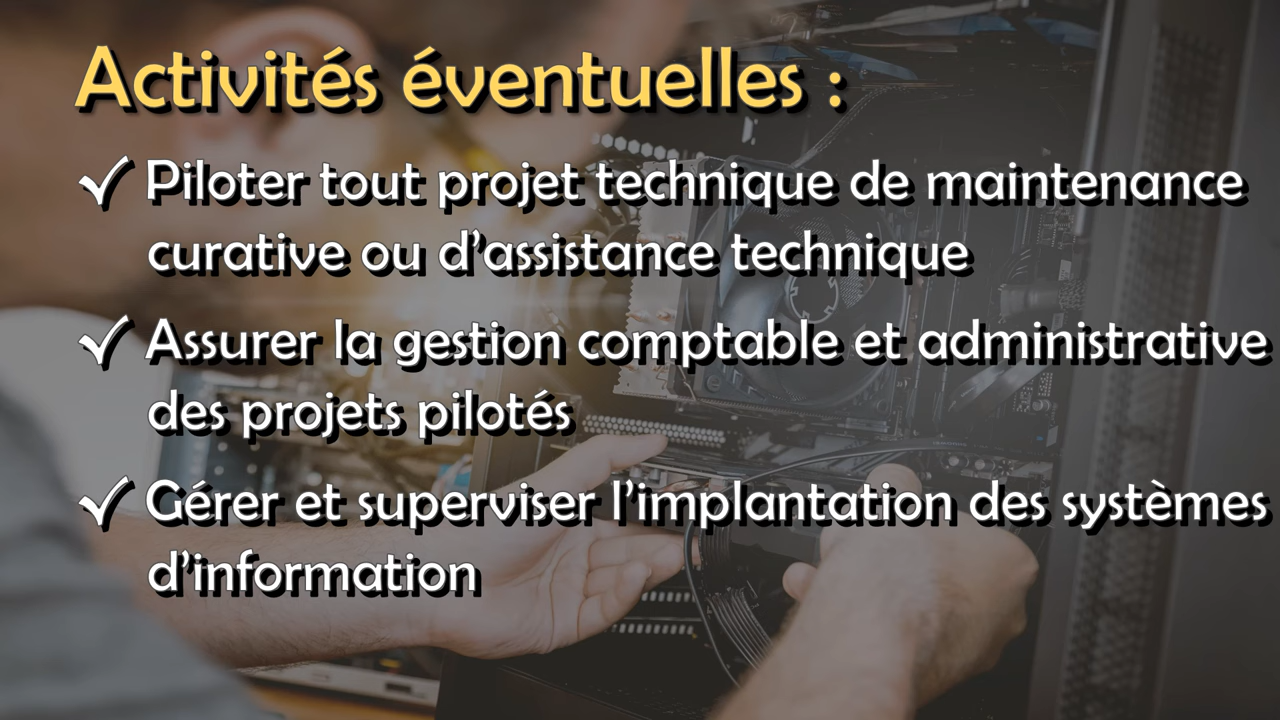 Activités éventuelles :
✓ Piloter tout projet technique de maintenance
curative ou d’assistance technique
✓ Assurer la gestion comptable et administrative
des projets pilotés
✓ Gérer et superviser l’implantation des systèmes
d’information